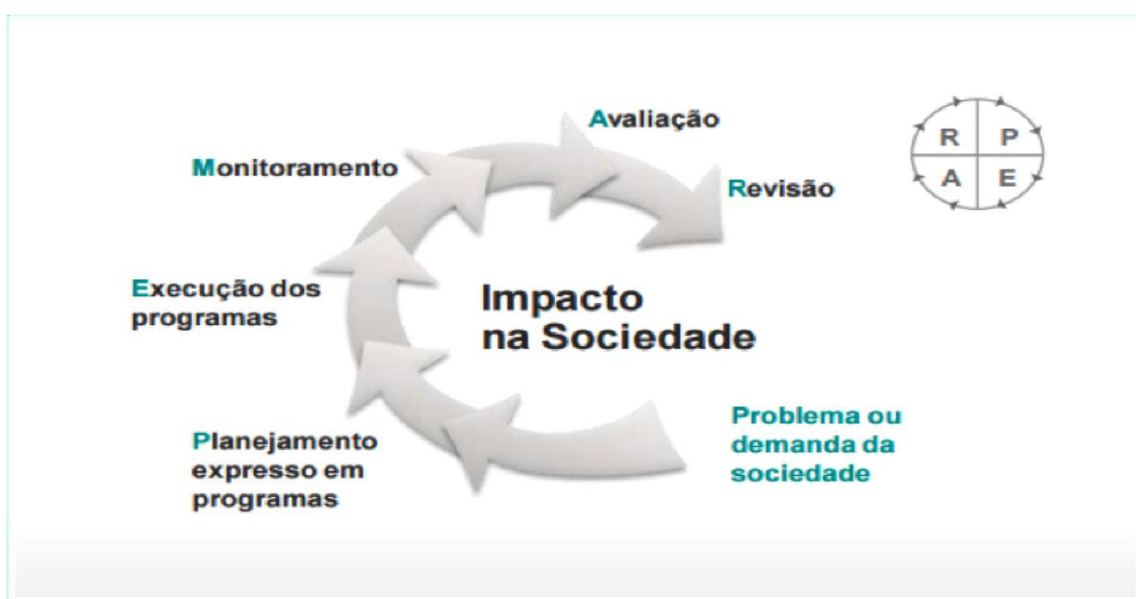 Avaliação
Monitoramento
Revisão
R P
A E
Execução dos
programas
Impacto
na Sociedade
Problema ou
demanda da
sociedade
Planejamento
expresso em
programas